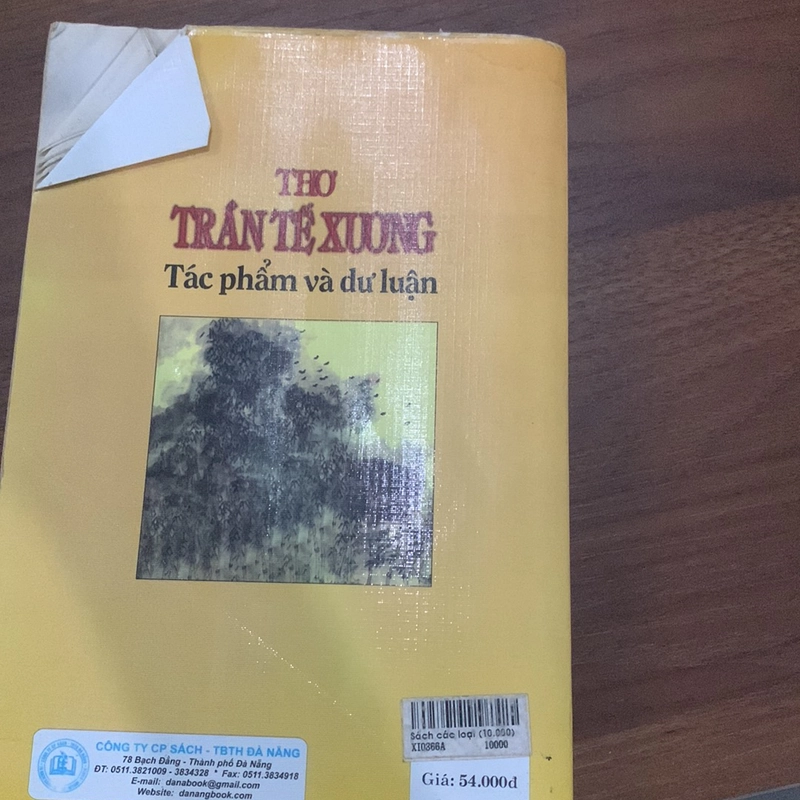 THƠ
TRẦN TẾ XƯƠNG
Tác phẩm và dư luận
CÔNG TY CP SÁCH - TBTH ĐÀ NẴNG
78 Bạch Đằng - Thành phố Đà Nẵng
ĐT: 0511.3821009 - 3834328 * Fax: 0511.3834918
E-mail: danabook@gmail.com
Website: danangbook.com
Sách các loại (10.000)
XI0366A 10000
Giá: 54.000đ